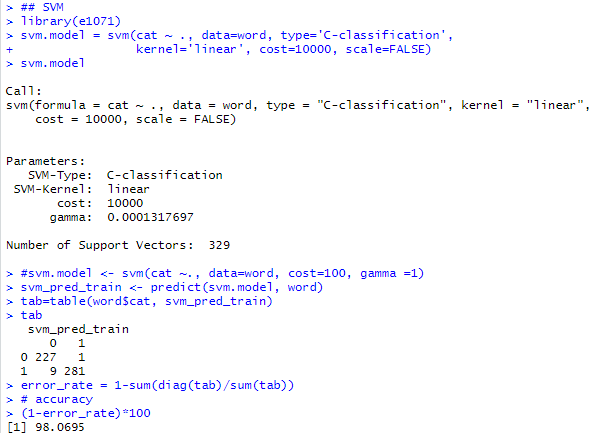 > ## SVM
> library(e1071)
> svm.model = svm(cat ~ ., data=word, type='C-classification',
+                 kernel='linear', cost=10000, scale=FALSE)
> svm.model

Call:
svm(formula = cat ~ ., data = word, type = "C-classification", kernel = "linear",
    cost = 10000, scale = FALSE)


Parameters:
   SVM-Type:  C-classification
 SVM-Kernel:  linear
       cost:  10000
      gamma:  0.0001317697

Number of Support Vectors:  329

> #svm.model <- svm(cat ~., data=word, cost=100, gamma =1)
> svm_pred_train <- predict(svm.model, word)
> tab=table(word$cat, svm_pred_train)
> tab
   svm_pred_train
      0   1
  0 227   1
  1   9 281
> error_rate = 1-sum(diag(tab)/sum(tab))
> # accuracy
> (1-error_rate)*100
[1] 98.0695